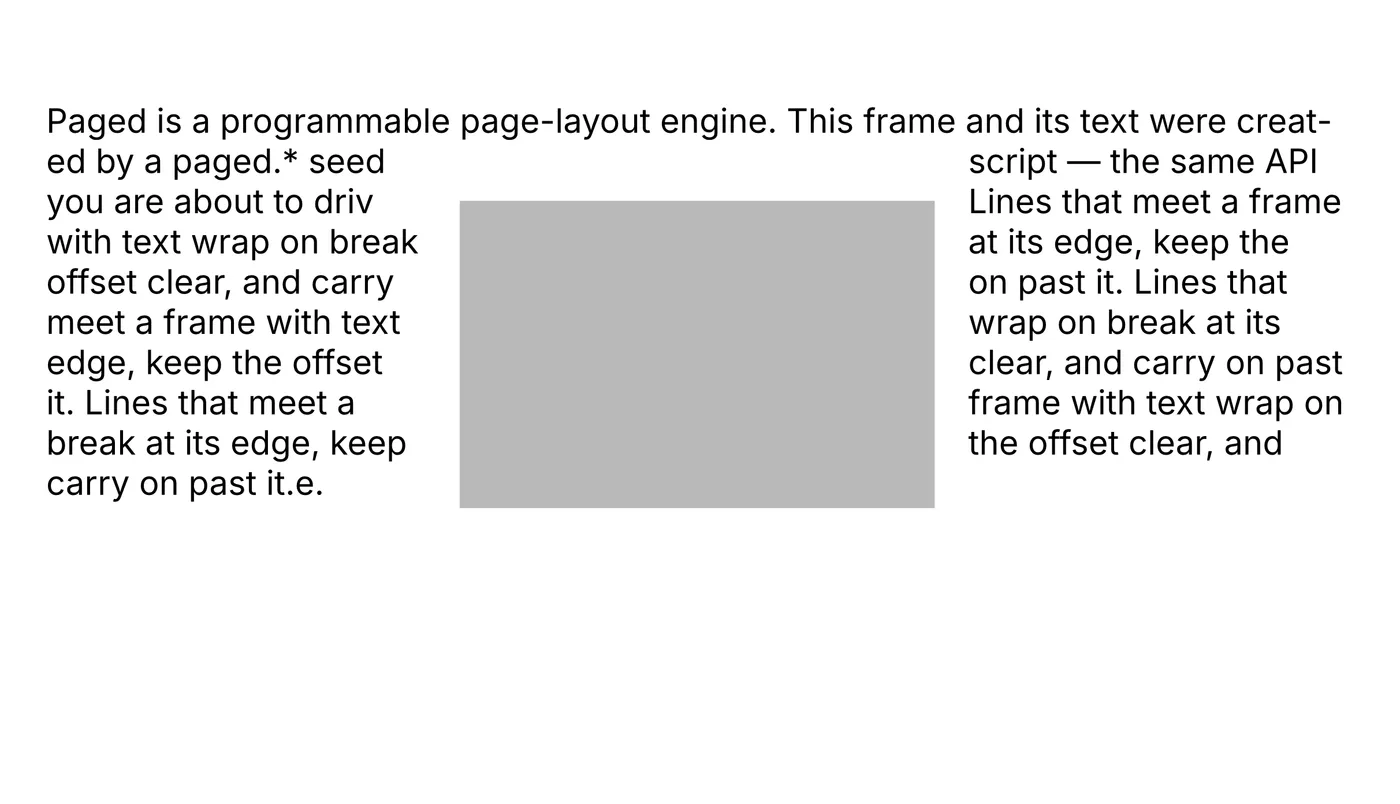 Paged is a programmable page-layout engine. This frame and its text were creat-
ed by a paged.* seed script — the same API
you are about to driv Lines that meet a frame
with text wrap on break at its edge, keep the
offset clear, and carry on past it. Lines that
meet a frame with text wrap on break at its
edge, keep the offset clear, and carry on past
it. Lines that meet a frame with text wrap on
break at its edge, keep the offset clear, and
carry on past it.e.